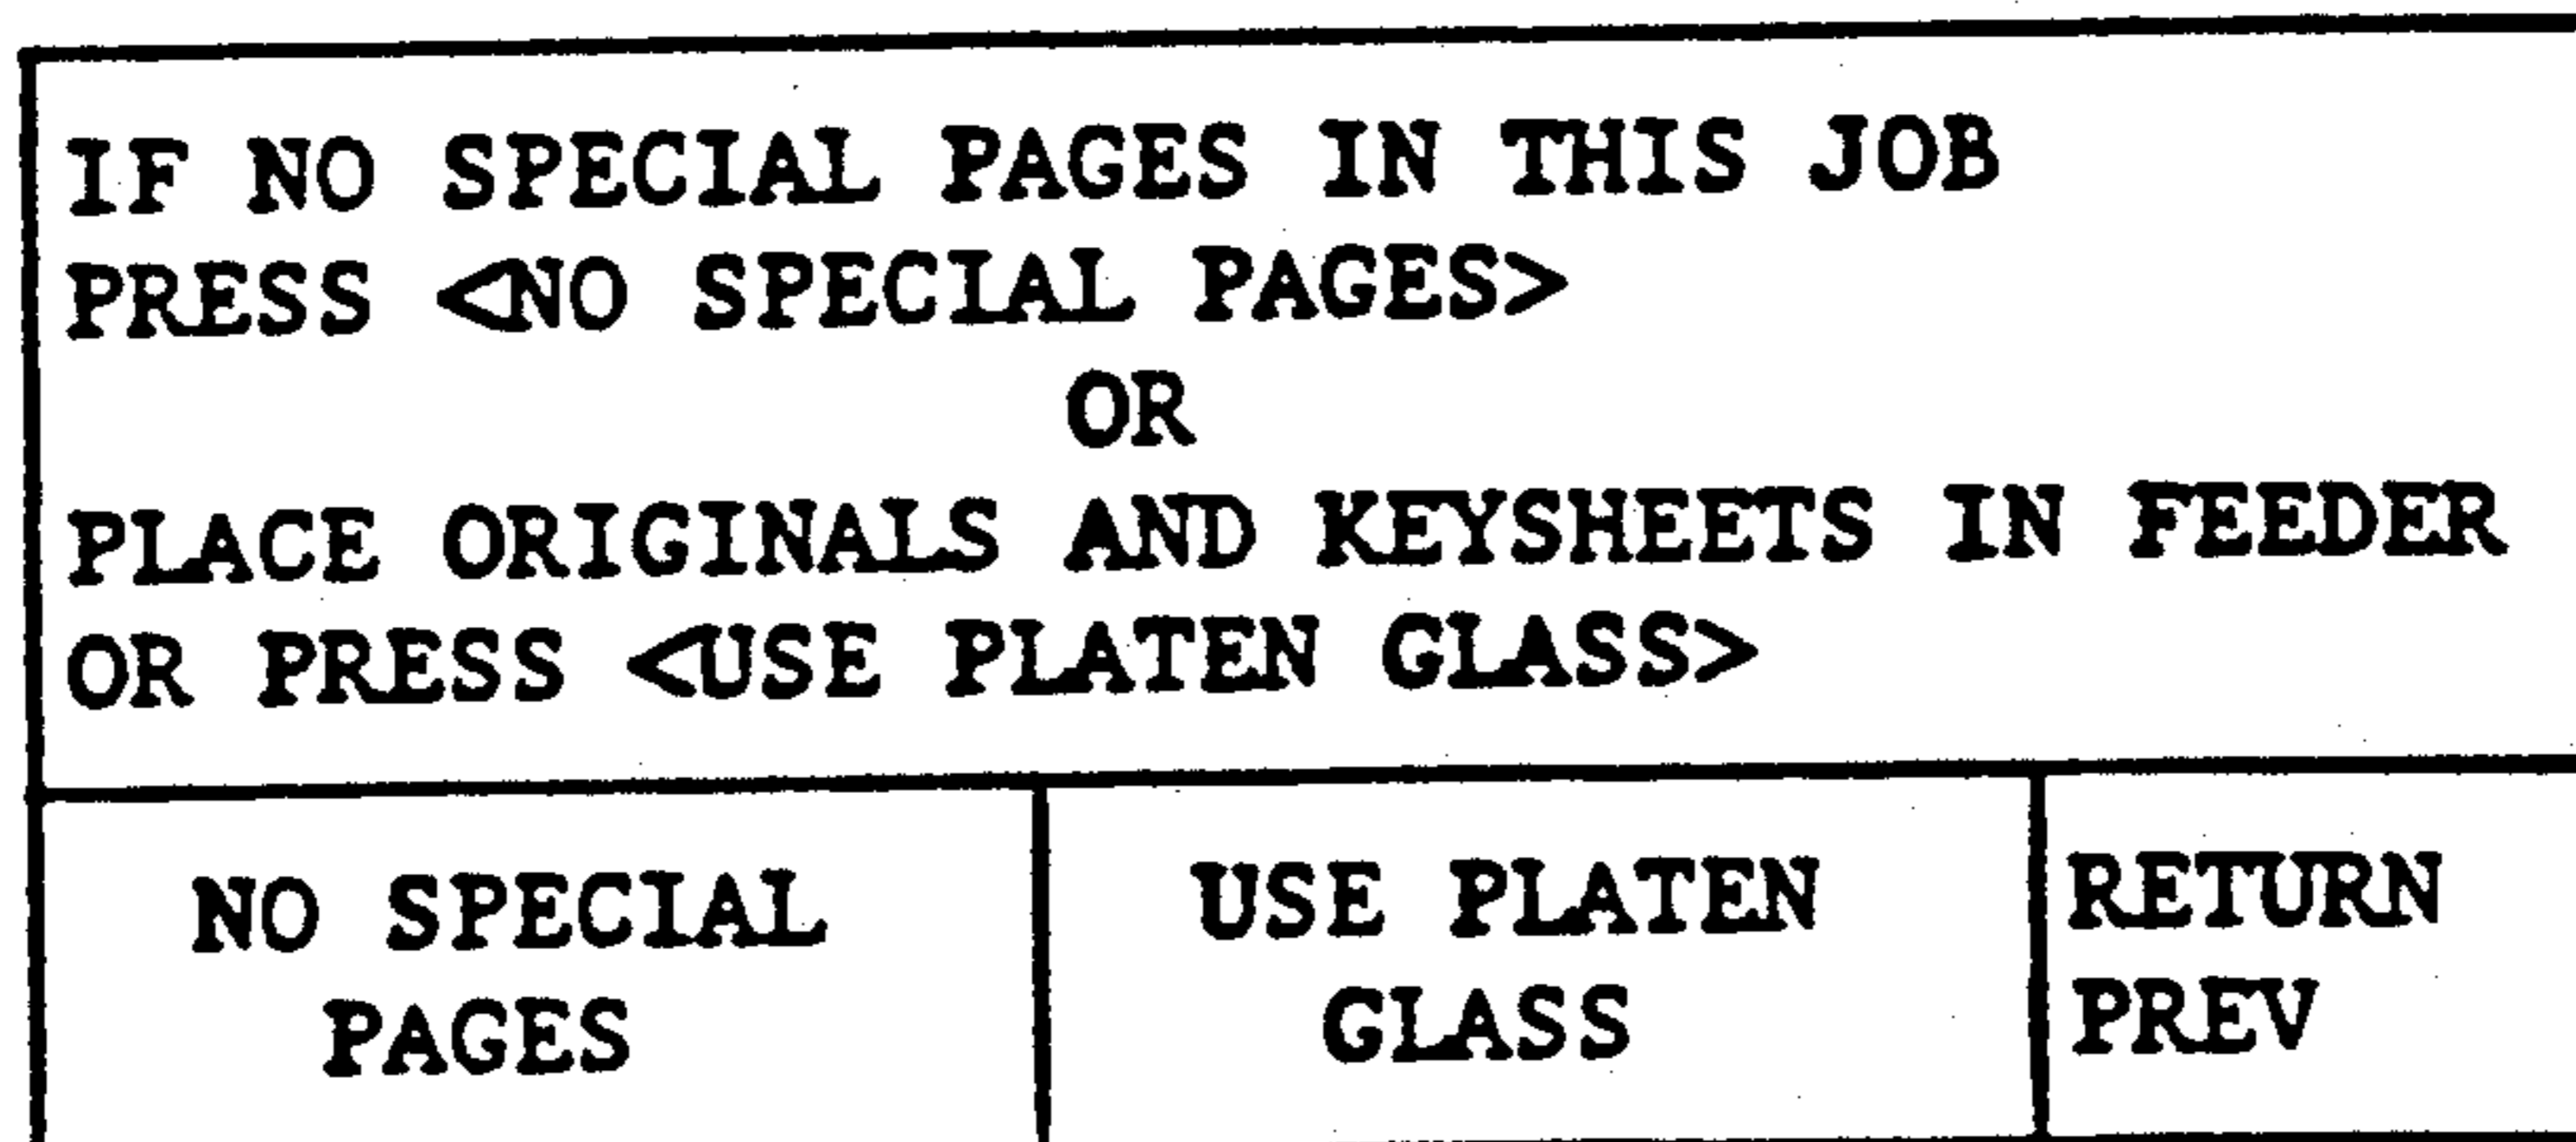 IF NO SPECIAL PAGES IN THIS JOB
PRESS <NO SPECIAL PAGES>
OR
PLACE ORIGINALS AND KEYSHEETS IN FEEDER
OR PRESS <USE PLATEN GLASS>
NO SPECIAL
PAGES
USE PLATEN
GLASS
RETURN
PREV